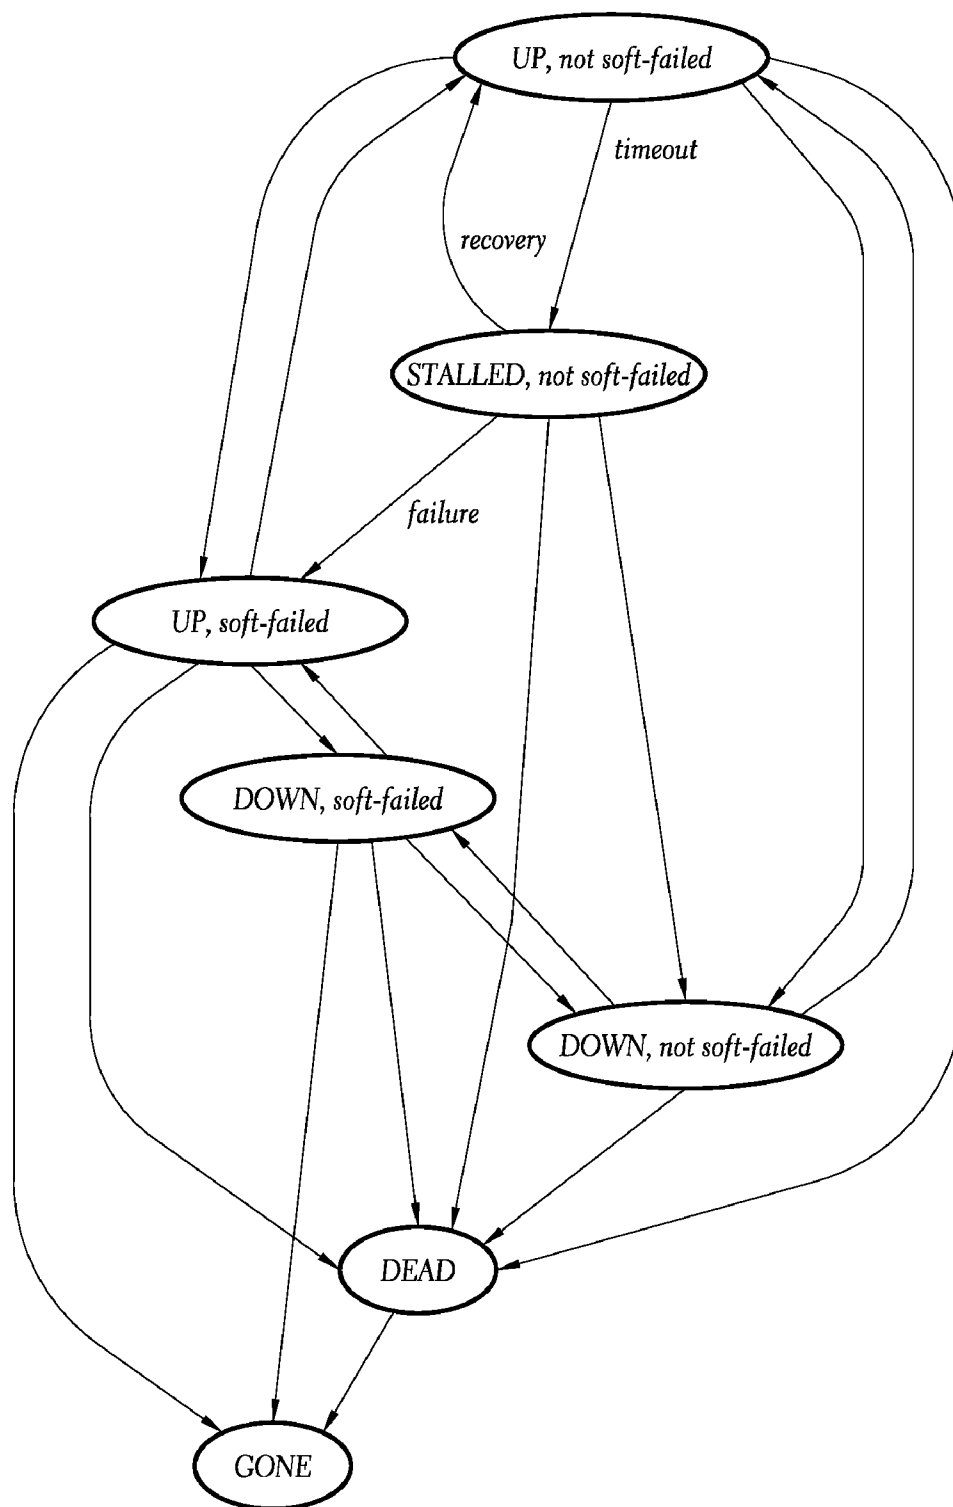 UP, not soft-failed
timeout
recovery
STALLED, not soft-failed
failure
UP, soft-failed
DOWN, soft-failed
DOWN, not soft-failed
DEAD
GONE